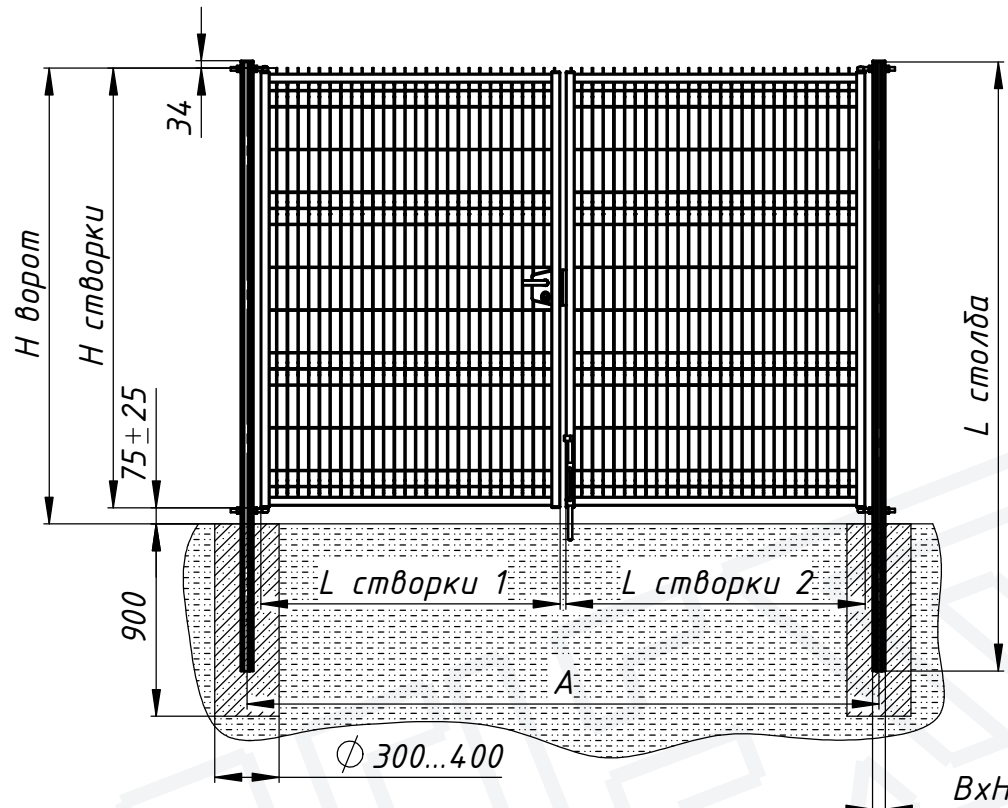 34
H ворот
H створки
75±25
L столба
L створки 1
L створки 2
900
A
Ø 300...400
BxH